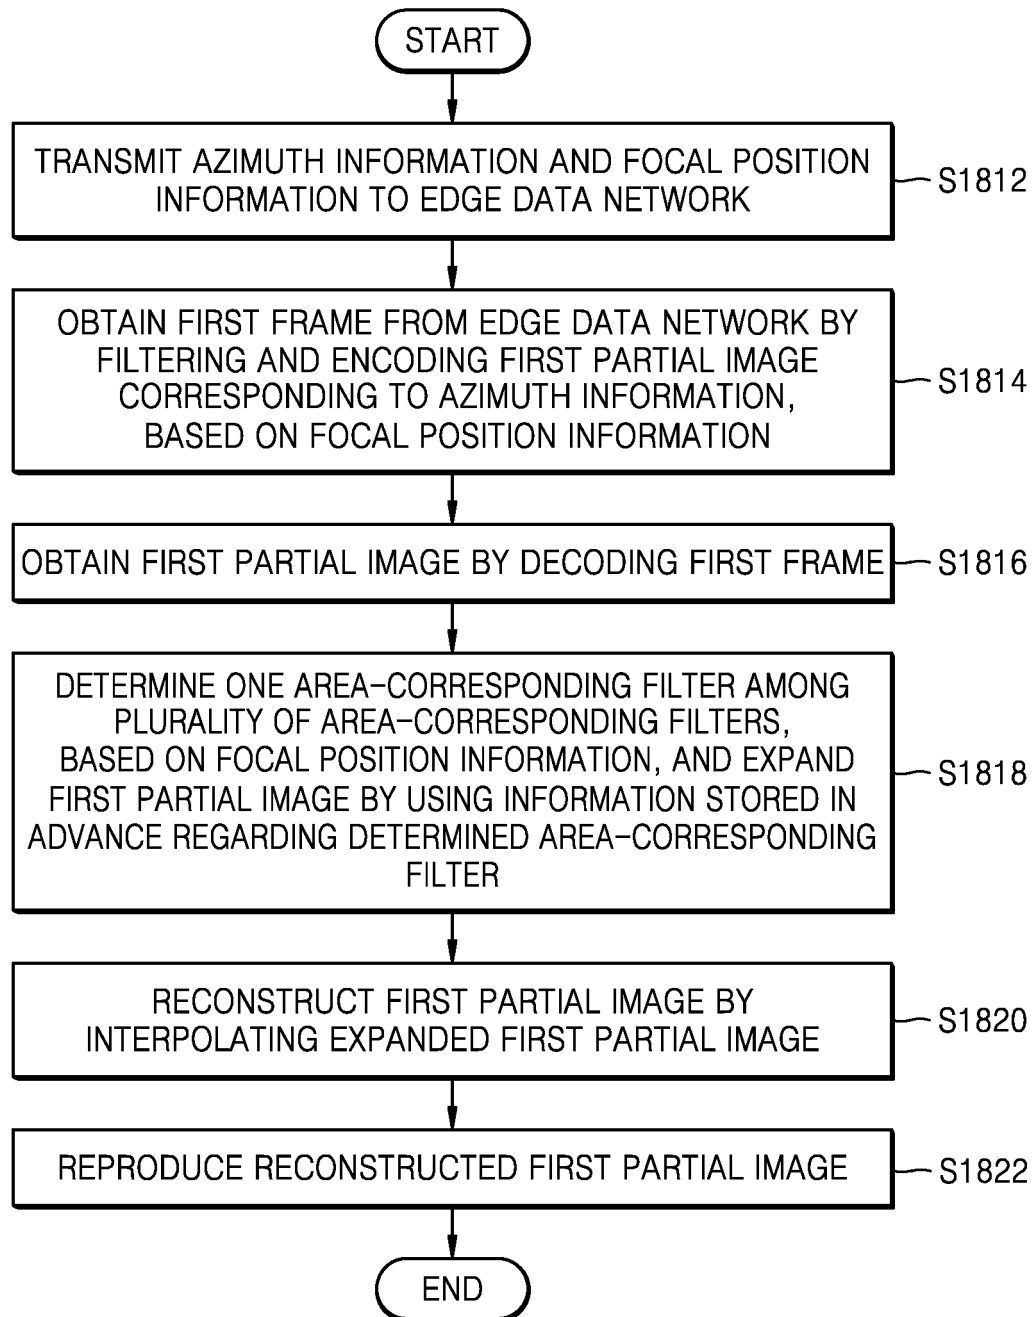 START
TRANSMIT AZIMUTH INFORMATION AND FOCAL POSITION
INFORMATION TO EDGE DATA NETWORK
S1812
OBTAIN FIRST FRAME FROM EDGE DATA NETWORK BY
FILTERING AND ENCODING FIRST PARTIAL IMAGE
CORRESPONDING TO AZIMUTH INFORMATION,
BASED ON FOCAL POSITION INFORMATION
S1814
OBTAIN FIRST PARTIAL IMAGE BY DECODING FIRST FRAME
S1816
DETERMINE ONE AREA-CORRESPONDING FILTER AMONG
PLURALITY OF AREA-CORRESPONDING FILTERS,
BASED ON FOCAL POSITION INFORMATION, AND EXPAND
FIRST PARTIAL IMAGE BY USING INFORMATION STORED IN
ADVANCE REGARDING DETERMINED AREA-CORRESPONDING
FILTER
S1818
RECONSTRUCT FIRST PARTIAL IMAGE BY
INTERPOLATING EXPANDED FIRST PARTIAL IMAGE
S1820
REPRODUCE RECONSTRUCTED FIRST PARTIAL IMAGE
S1822
END